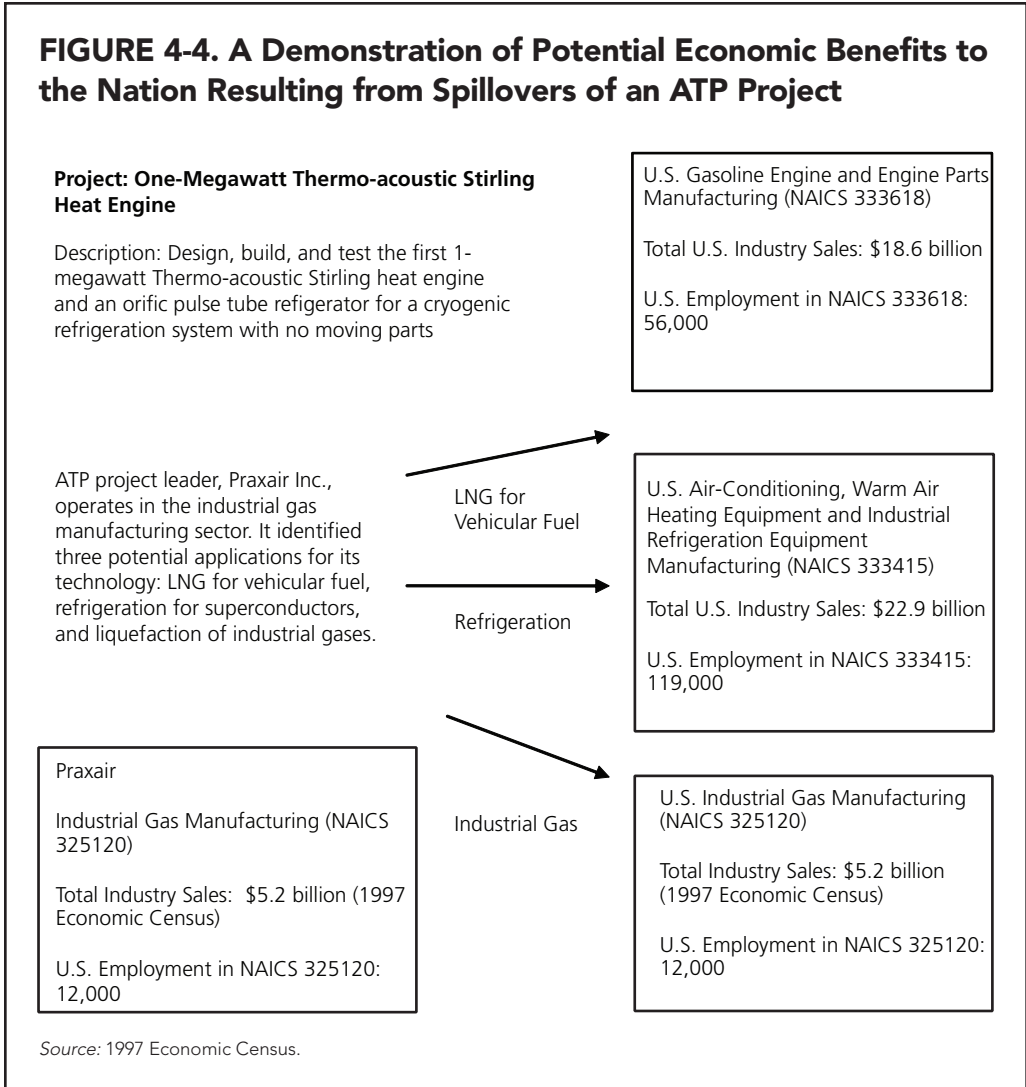 FIGURE 4-4. A Demonstration of Potential Economic Benefits to
the Nation Resulting from Spillovers of an ATP Project
Project: One-Megawatt Thermo-acoustic Stirling
Heat Engine
Description: Design, build, and test the first 1-
megawatt Thermo-acoustic Stirling heat engine
and an orific pulse tube refigerator for a cryogenic
refrigeration system with no moving parts
U.S. Gasoline Engine and Engine Parts
Manufacturing (NAICS 333618)
Total U.S. Industry Sales: $18.6 billion
U.S. Employment in NAICS 333618:
56,000
ATP project leader, Praxair Inc.,
operates in the industrial gas
manufacturing sector. It identified
three potential applications for its
technology: LNG for vehicular fuel,
refrigeration for superconductors,
and liquefaction of industrial gases.
LNG for
Vehicular Fuel
Refrigeration
U.S. Air-Conditioning, Warm Air
Heating Equipment and Industrial
Refrigeration Equipment
Manufacturing (NAICS 333415)
Total U.S. Industry Sales: $22.9 billion
U.S. Employment in NAICS 333415:
119,000
Praxair
Industrial Gas Manufacturing (NAICS
325120)
Total Industry Sales: $5.2 billion (1997
Economic Census)
U.S. Employment in NAICS 325120:
12,000
Industrial Gas
U.S. Industrial Gas Manufacturing
(NAICS 325120)
Total Industry Sales: $5.2 billion
(1997 Economic Census)
U.S. Employment in NAICS 325120:
12,000
Source: 1997 Economic Census.